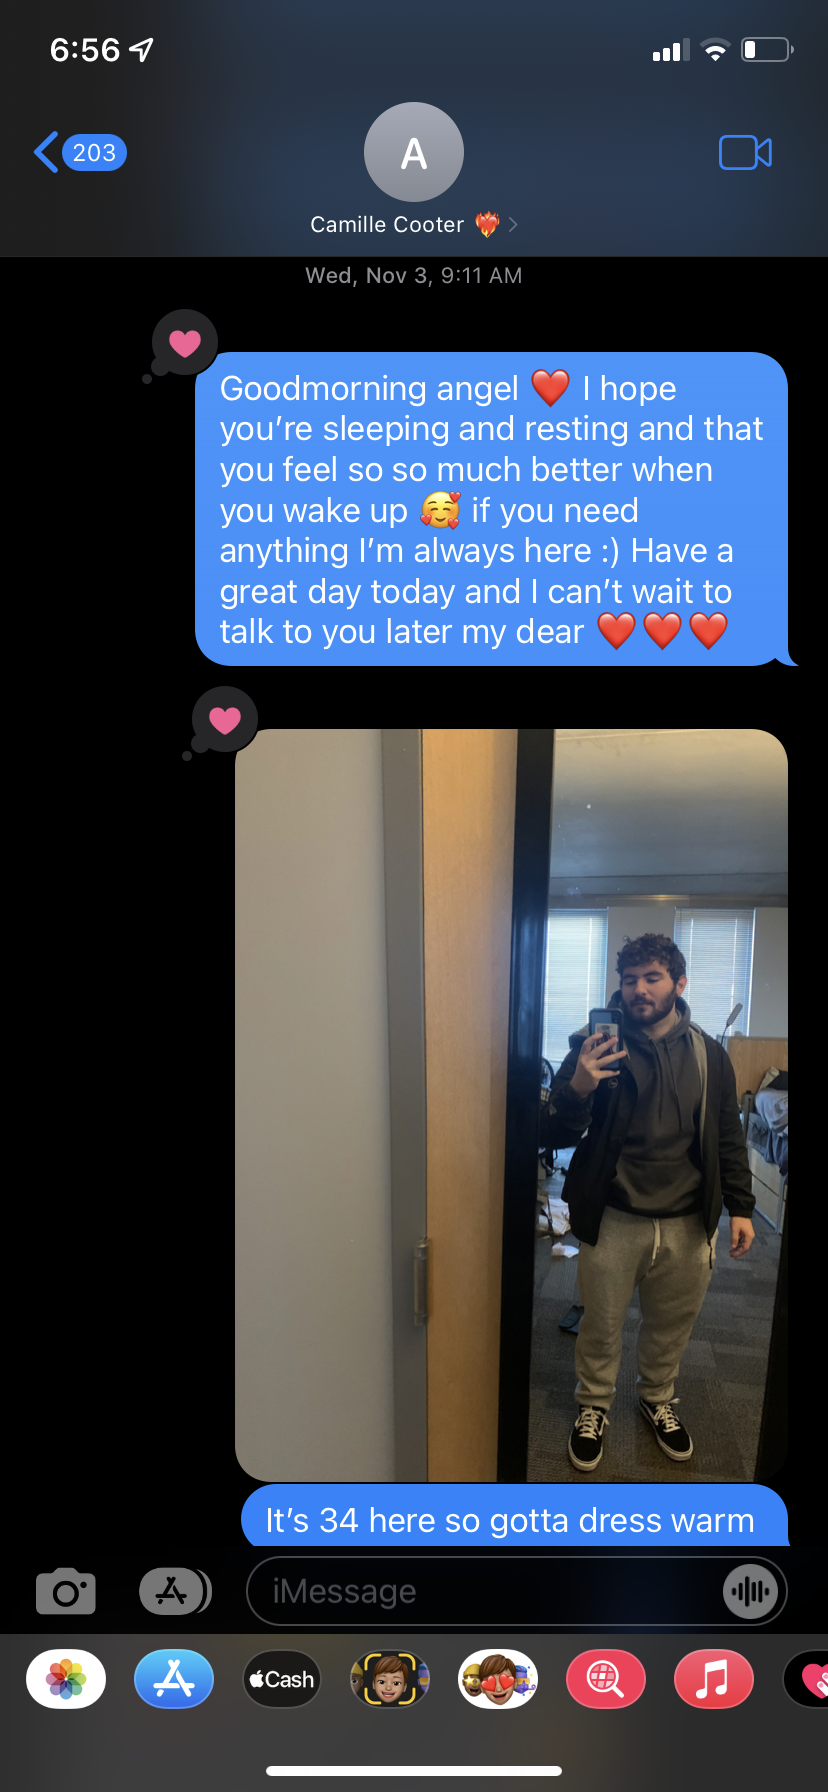 6:56
203
A
Camille Cooter ❤️‍🔥
Wed, Nov 3, 9:11 AM
Goodmorning angel ❤️ I hope
you’re sleeping and resting and that
you feel so so much better when
you wake up 🥰 if you need
anything I’m always here :) Have a
great day today and I can’t wait to
talk to you later my dear ❤️❤️❤️
It’s 34 here so gotta dress warm
iMessage
Cash